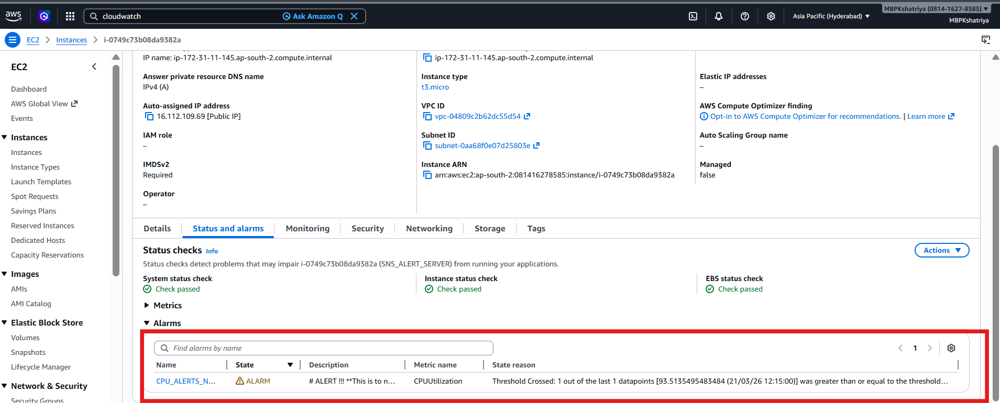 aws
cloudwatch
Ask Amazon Q
Asia Pacific (Hyderabad)
MBPKshatriya (0814-1627-8585)
MBPKshatriya
EC2
Instances
i-0749c73b08da9382a
EC2
Dashboard
AWS Global View
Events
Instances
Instances
Instance Types
Launch Templates
Spot Requests
Savings Plans
Reserved Instances
Dedicated Hosts
Capacity Reservations
Images
AMIs
AMI Catalog
Elastic Block Store
Volumes
Snapshots
Lifecycle Manager
Network & Security
Security Groups
IP name: ip-172-31-11-145.ap-south-2.compute.internal
ip-172-31-11-145.ap-south-2.compute.internal
Answer private resource DNS name
IPv4 (A)
Instance type
t3.micro
Elastic IP addresses
–
Auto-assigned IP address
16.112.109.69 [Public IP]
VPC ID
vpc-04809c2b62dc55d54
AWS Compute Optimizer finding
Opt-in to AWS Compute Optimizer for recommendations. | Learn more
IAM role
–
Subnet ID
subnet-0aa68f0e07d25803e
Auto Scaling Group name
–
IMDSv2
Required
Instance ARN
arn:aws:ec2:ap-south-2:081416278585:instance/i-0749c73b08da9382a
Managed
false
Operator
–
Details
Status and alarms
Monitoring
Security
Networking
Storage
Tags
Status checks Info
Actions
Status checks detect problems that may impair i-0749c73b08da9382a (SNS_ALERT_SERVER) from running your applications.
System status check
Check passed
Instance status check
Check passed
EBS status check
Check passed
Metrics
Alarms
Find alarms by name
1
Name
State
Description
Metric name
State reason
CPU_ALERTS_N...
ALARM
# ALERT !!! **This is to n...
CPUUtilization
Threshold Crossed: 1 out of the last 1 datapoints [93.5135495483484 (21/03/26 12:15:00)] was greater than or equal to the threshold...